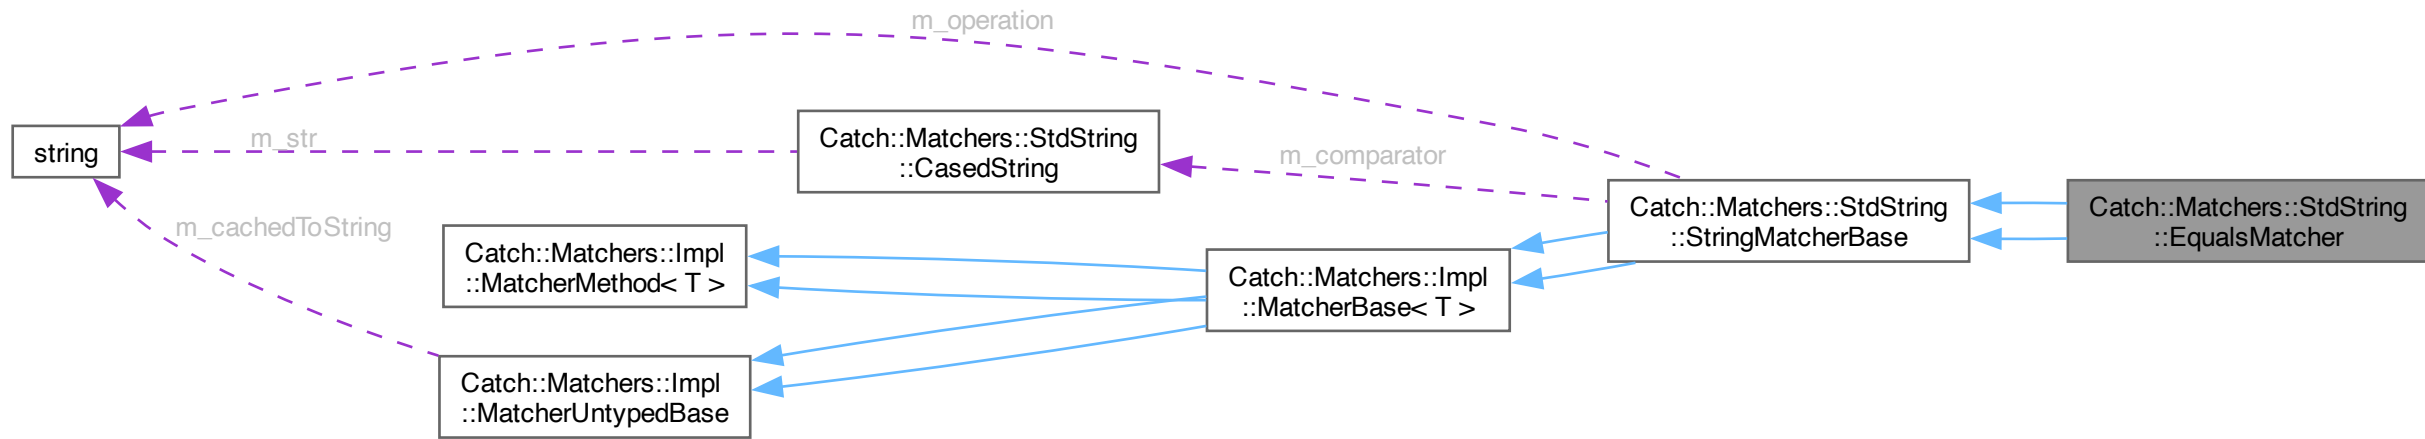 m_operation
string
m_str
Catch::Matchers::StdString
::CasedString
m_comparator
m_cachedToString
Catch::Matchers::Impl
::MatcherMethod< T >
Catch::Matchers::Impl
::MatcherUntypedBase
Catch::Matchers::Impl
::MatcherBase< T >
Catch::Matchers::StdString
::StringMatcherBase
Catch::Matchers::StdString
::EqualsMatcher